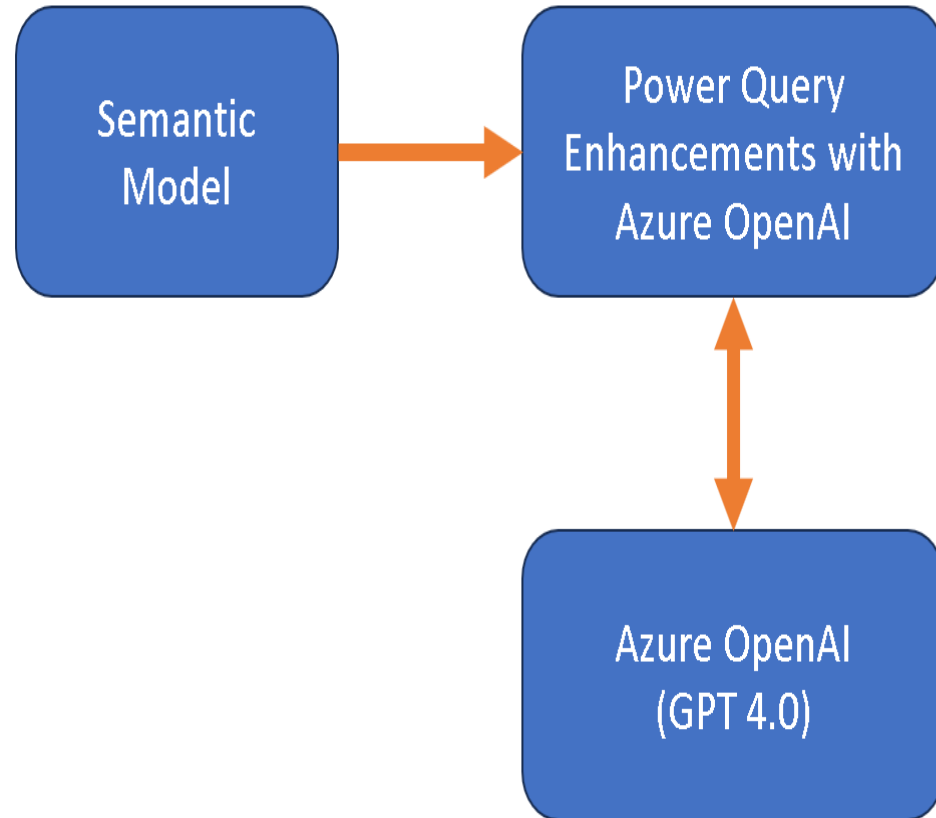 Semantic
Model
Power Query
Enhancements with
Azure OpenAI
Azure OpenAI
(GPT 4.0)